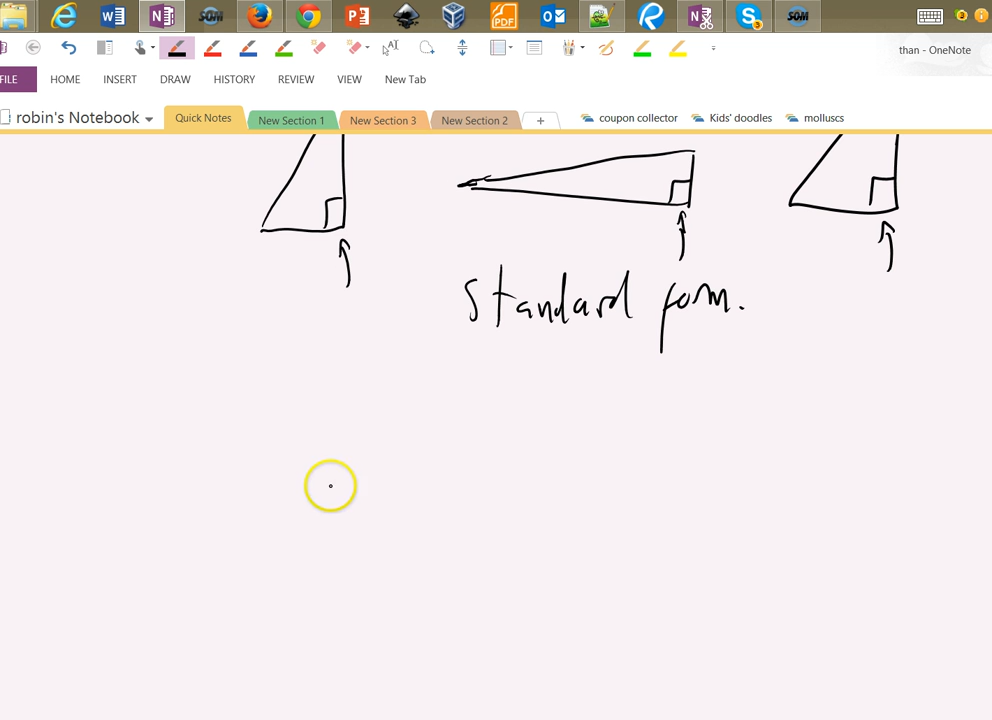 than - OneNote
FILE HOME INSERT DRAW HISTORY REVIEW VIEW New Tab
robin's Notebook Quick Notes New Section 1 New Section 3 New Section 2 + coupon collector Kids' doodles molluscs
Standard form.